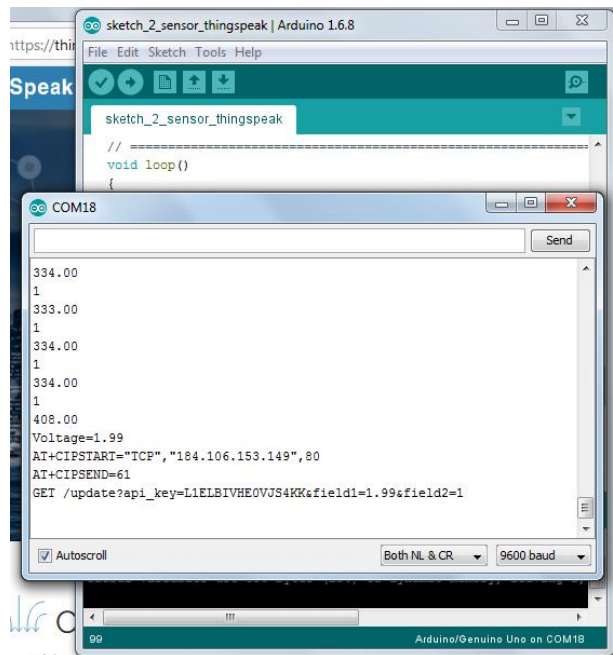 sketch_2_sensor_thingspeak | Arduino 1.6.8
https://thi
File Edit Sketch Tools Help
Speak
sketch_2_sensor_thingspeak
void loop()
{
COM18
Send
334.00
1
333.00
1
334.00
1
334.00
1
408.00
Voltage=1.99
AT+CIPSTART="TCP","184.106.153.149",80
AT+CIPSEND=61
GET /update?api_key=L1ELBIVHE0VJS4KK&field1=1.99&field2=1
Autoscroll
Both NL & CR
9600 baud
99
Arduino/Genuino Uno on COM18